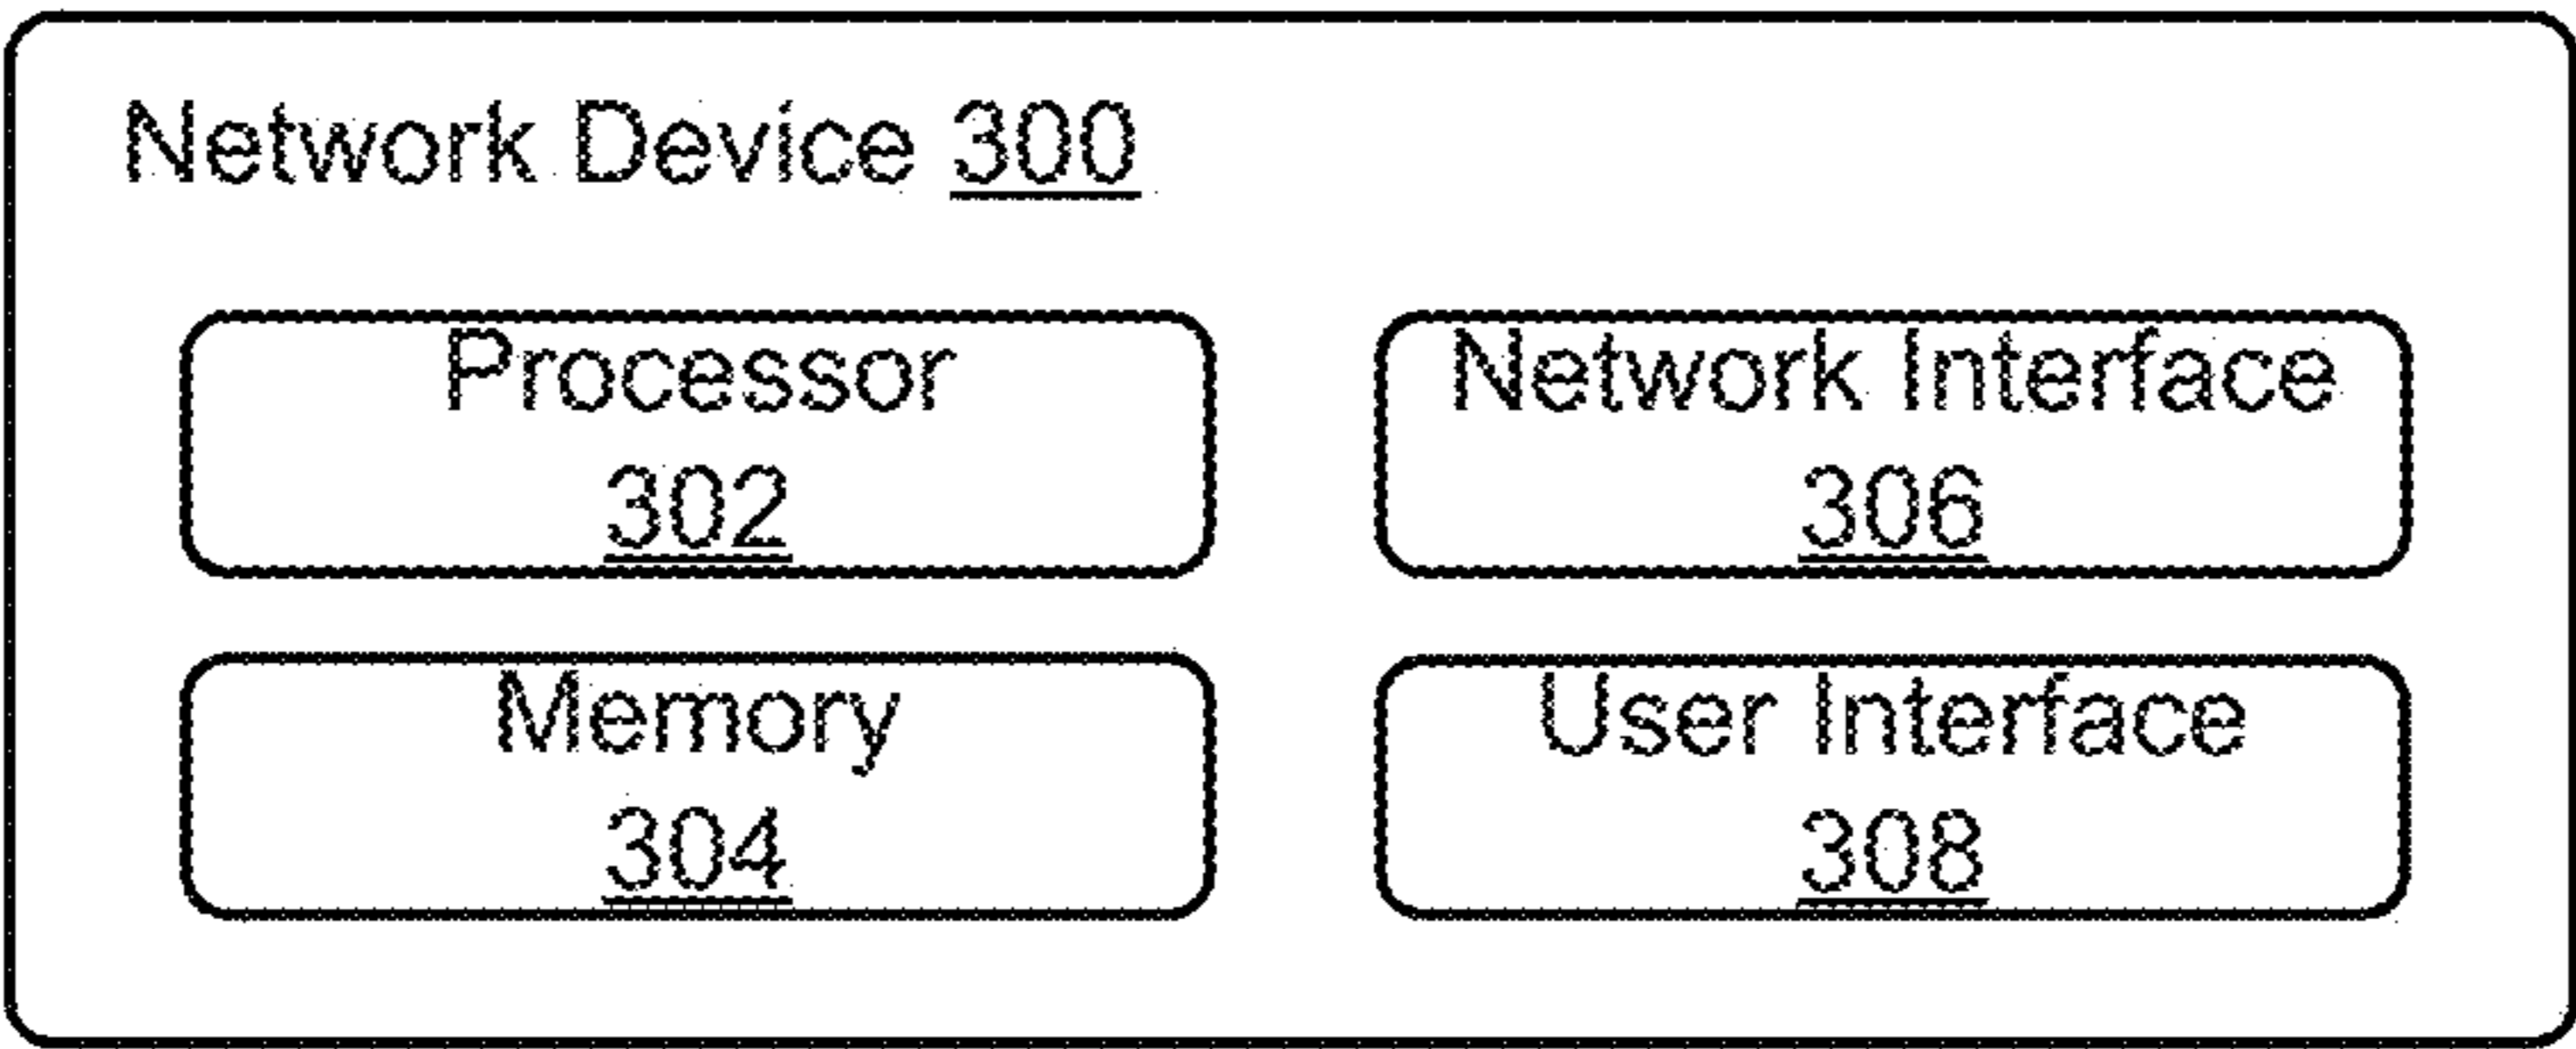 Network Device 300
Processor
302
Network Interface
306
Memory
304
User Interface
308